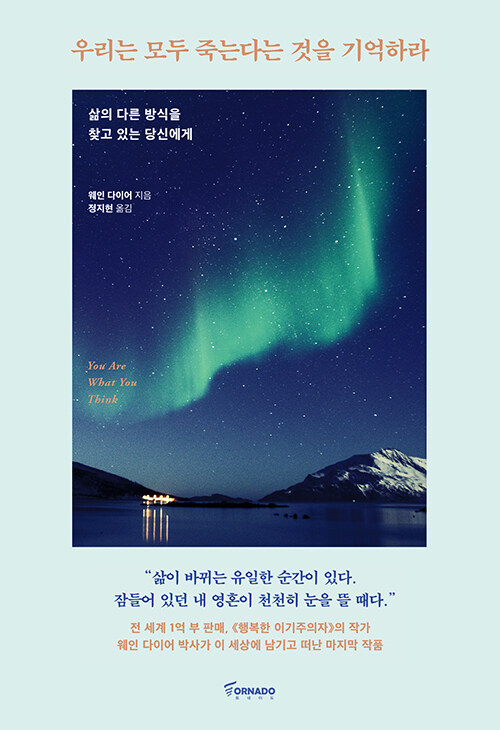 우리는 모두 죽는다는 것을 기억하라
삶의 다른 방식을
찾고 있는 당신에게
웨인 다이어 지음
정지현 옮김
You Are
What You
Think
“삶이 바뀌는 유일한 순간이 있다.
잠들어 있던 내 영혼이 천천히 눈을 뜰 때다.”
전 세계 1억 부 판매, 《행복한 이기주의자》의 작가
웨인 다이어 박사가 이 세상에 남기고 떠난 마지막 작품
TORNADO
토네이도